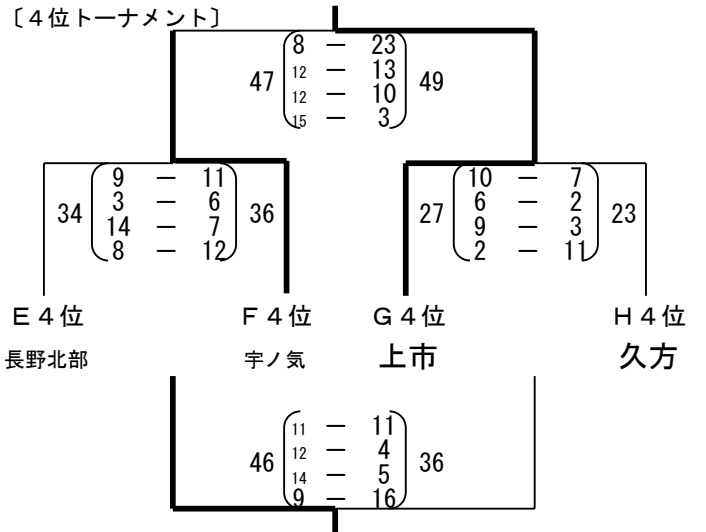 〔４位トーナメント〕
8 ― 23
47 12 ― 13 49
12 ― 10
15 ― 3
9 ― 11 10 ― 7
34 3 ― 6 36 27 6 ― 2 23
14 ― 7 9 ― 3
8 ― 12 2 ― 11
Ｅ４位 Ｆ４位 Ｇ４位 Ｈ４位
長野北部 宇ノ気 上市 久方
11 ― 11
46 12 ― 4 36
14 ― 5
9 ― 16